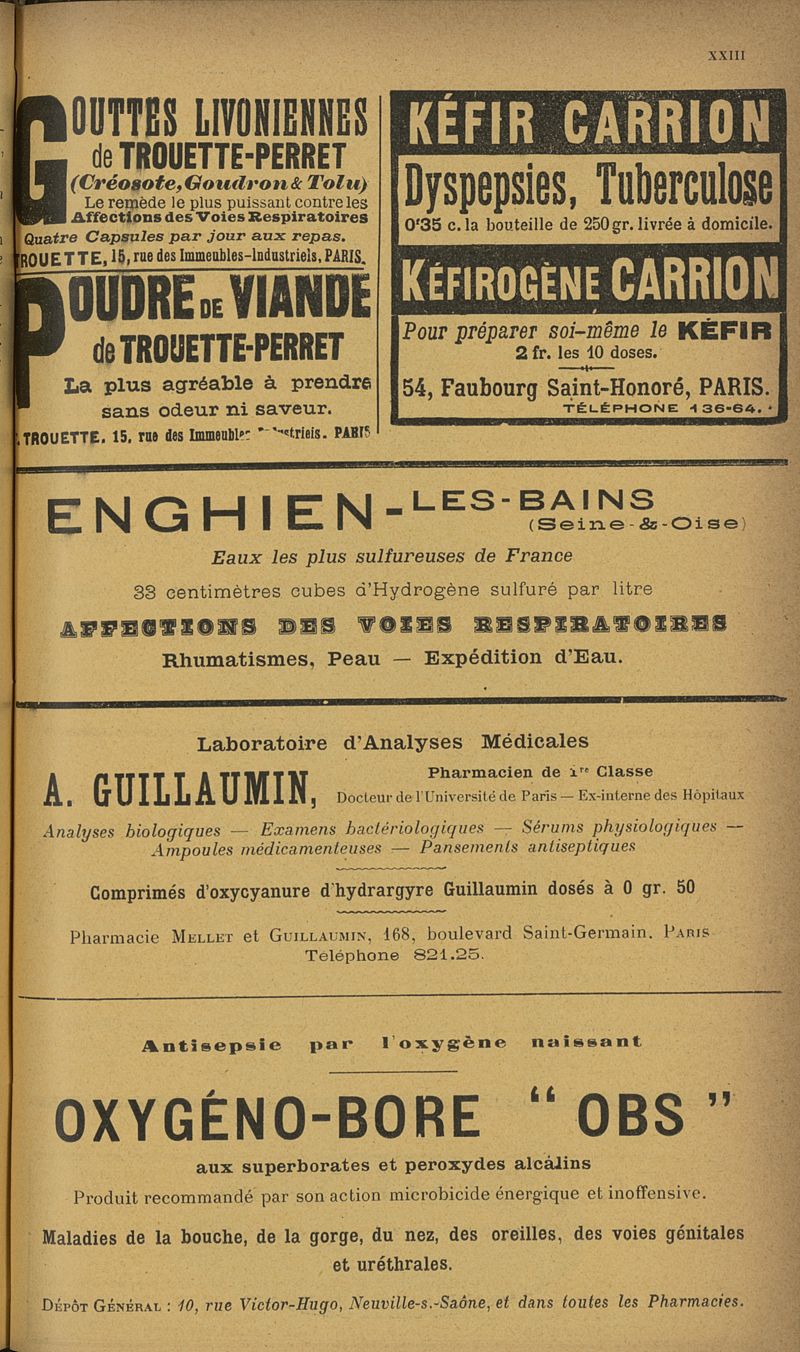 XXIII
GOUTTES LIVONIENNES
de TROUETTE-PERRET
(Créosote, Goudron & Tolu)
Le remède le plus puissant contre les
Affections des Voies Respiratoires
Quatre Capsules par jour aux repas.
TROUETTE, 15, rue des Immeubles-Industriels, PARIS.
POUDRE DE VIANDE
de TROUETTE-PERRET
La plus agréable à prendre
sans odeur ni saveur.
TROUETTE, 15, rue des Immeubles-Industriels. PARIS
KÉFIR CARRION
Dyspepsies, Tuberculose
0f35 c. la bouteille de 250 gr. livrée à domicile.
KÉFIROGÈNE CARRION
Pour préparer soi-même le KÉFIR
2 fr. les 10 doses.
54, Faubourg Saint-Honoré, PARIS.
TÉLÉPHONE 136-64.
ENGHIEN-LES-BAINS
(Seine-&-Oise)
Eaux les plus sulfureuses de France
33 centimètres cubes d'Hydrogène sulfuré par litre
AFFECTIONS DES VOIES RESPIRATOIRES
Rhumatismes, Peau — Expédition d'Eau.
Laboratoire d'Analyses Médicales
A. GUILLAUMIN,
Pharmacien de 1re Classe
Docteur de l'Université de Paris — Ex-interne des Hôpitaux
Analyses biologiques — Examens bactériologiques — Sérums physiologiques —
Ampoules médicamenteuses — Pansements antiseptiques
Comprimés d'oxycyanure d'hydrargyre Guillaumin dosés à 0 gr. 50
Pharmacie MELLET et GUILLAUMIN, 168, boulevard Saint-Germain. PARIS
Teléphone 821.25.
Antisepsie par l'oxygène naissant
OXYGÉNO-BORE “ OBS ”
aux superborates et peroxydes alcalins
Produit recommandé par son action microbicide énergique et inoffensive.
Maladies de la bouche, de la gorge, du nez, des oreilles, des voies génitales
et uréthrales.
DÉPÔT GÉNÉRAL : 10, rue Victor-Hugo, Neuville-s.-Saône, et dans toutes les Pharmacies.